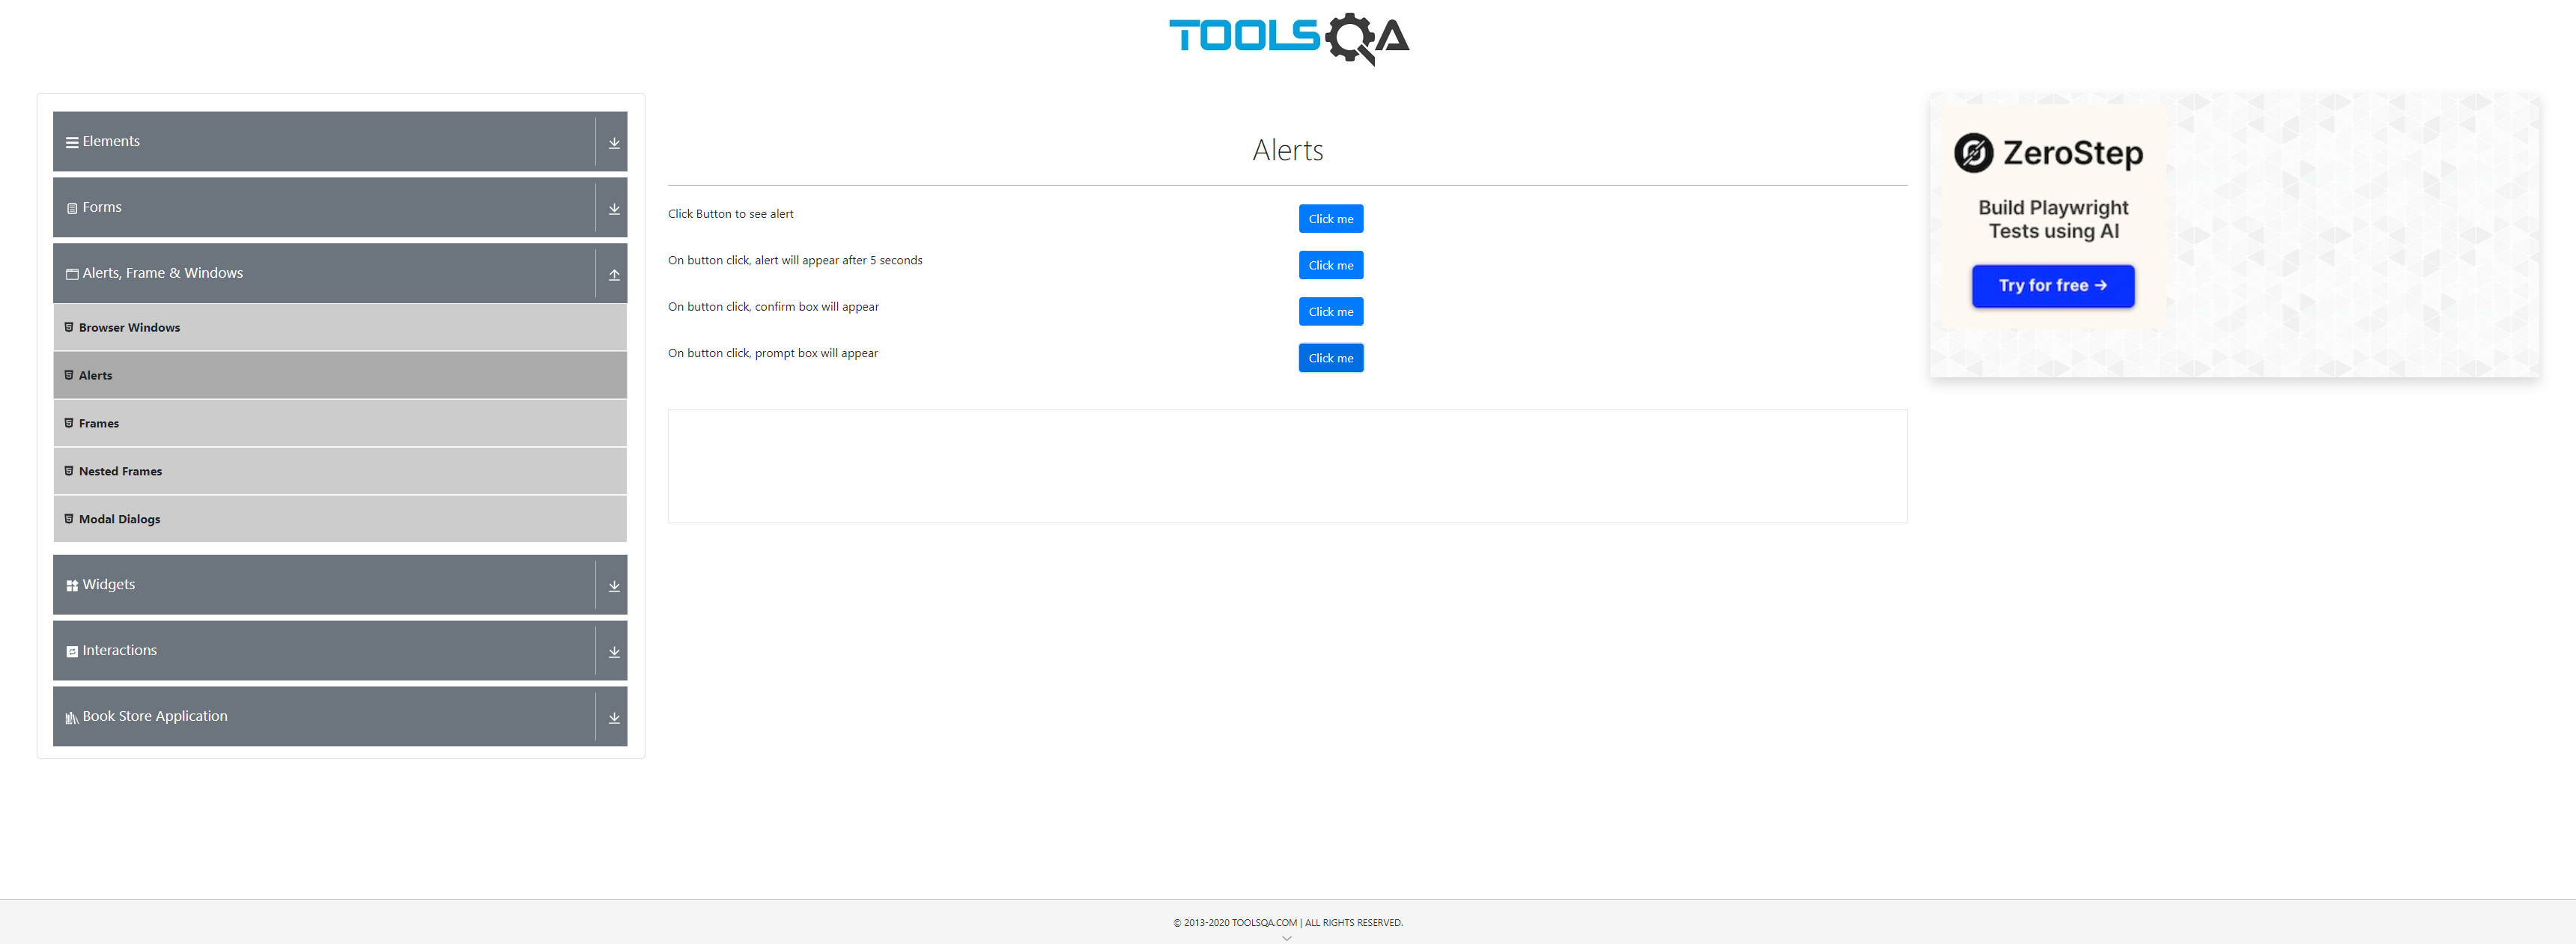 TOOLSQA
Elements
Forms
Alerts, Frame & Windows
Browser Windows
Alerts
Frames
Nested Frames
Modal Dialogs
Widgets
Interactions
Book Store Application
Alerts
Click Button to see alert
Click me
On button click, alert will appear after 5 seconds
Click me
On button click, confirm box will appear
Click me
On button click, prompt box will appear
Click me
ZeroStep
Build Playwright
Tests using AI
Try for free →
© 2013-2020 TOOLSQA.COM | ALL RIGHTS RESERVED.